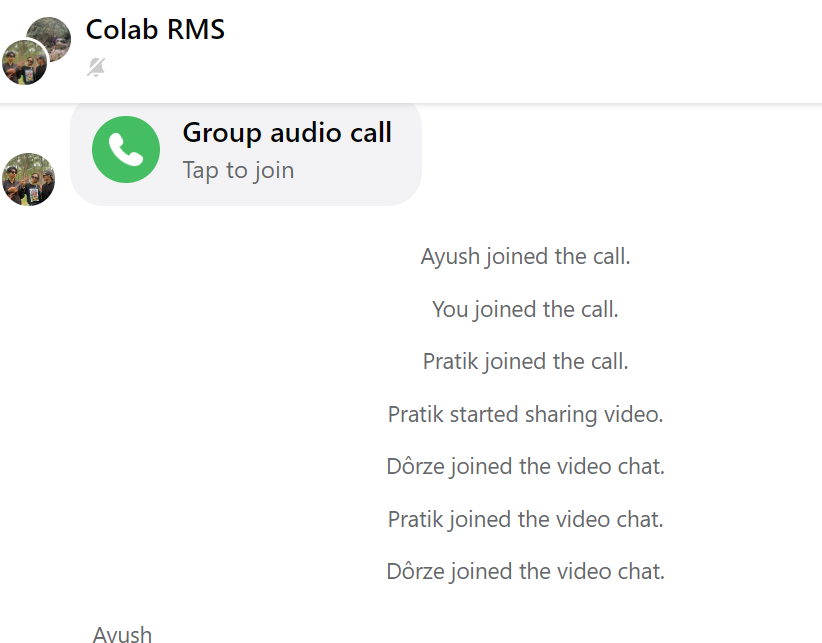 Colab RMS
Group audio call
Tap to join
Ayush joined the call.
You joined the call.
Pratik joined the call.
Pratik started sharing video.
Dôrze joined the video chat.
Pratik joined the video chat.
Dôrze joined the video chat.
Ayush